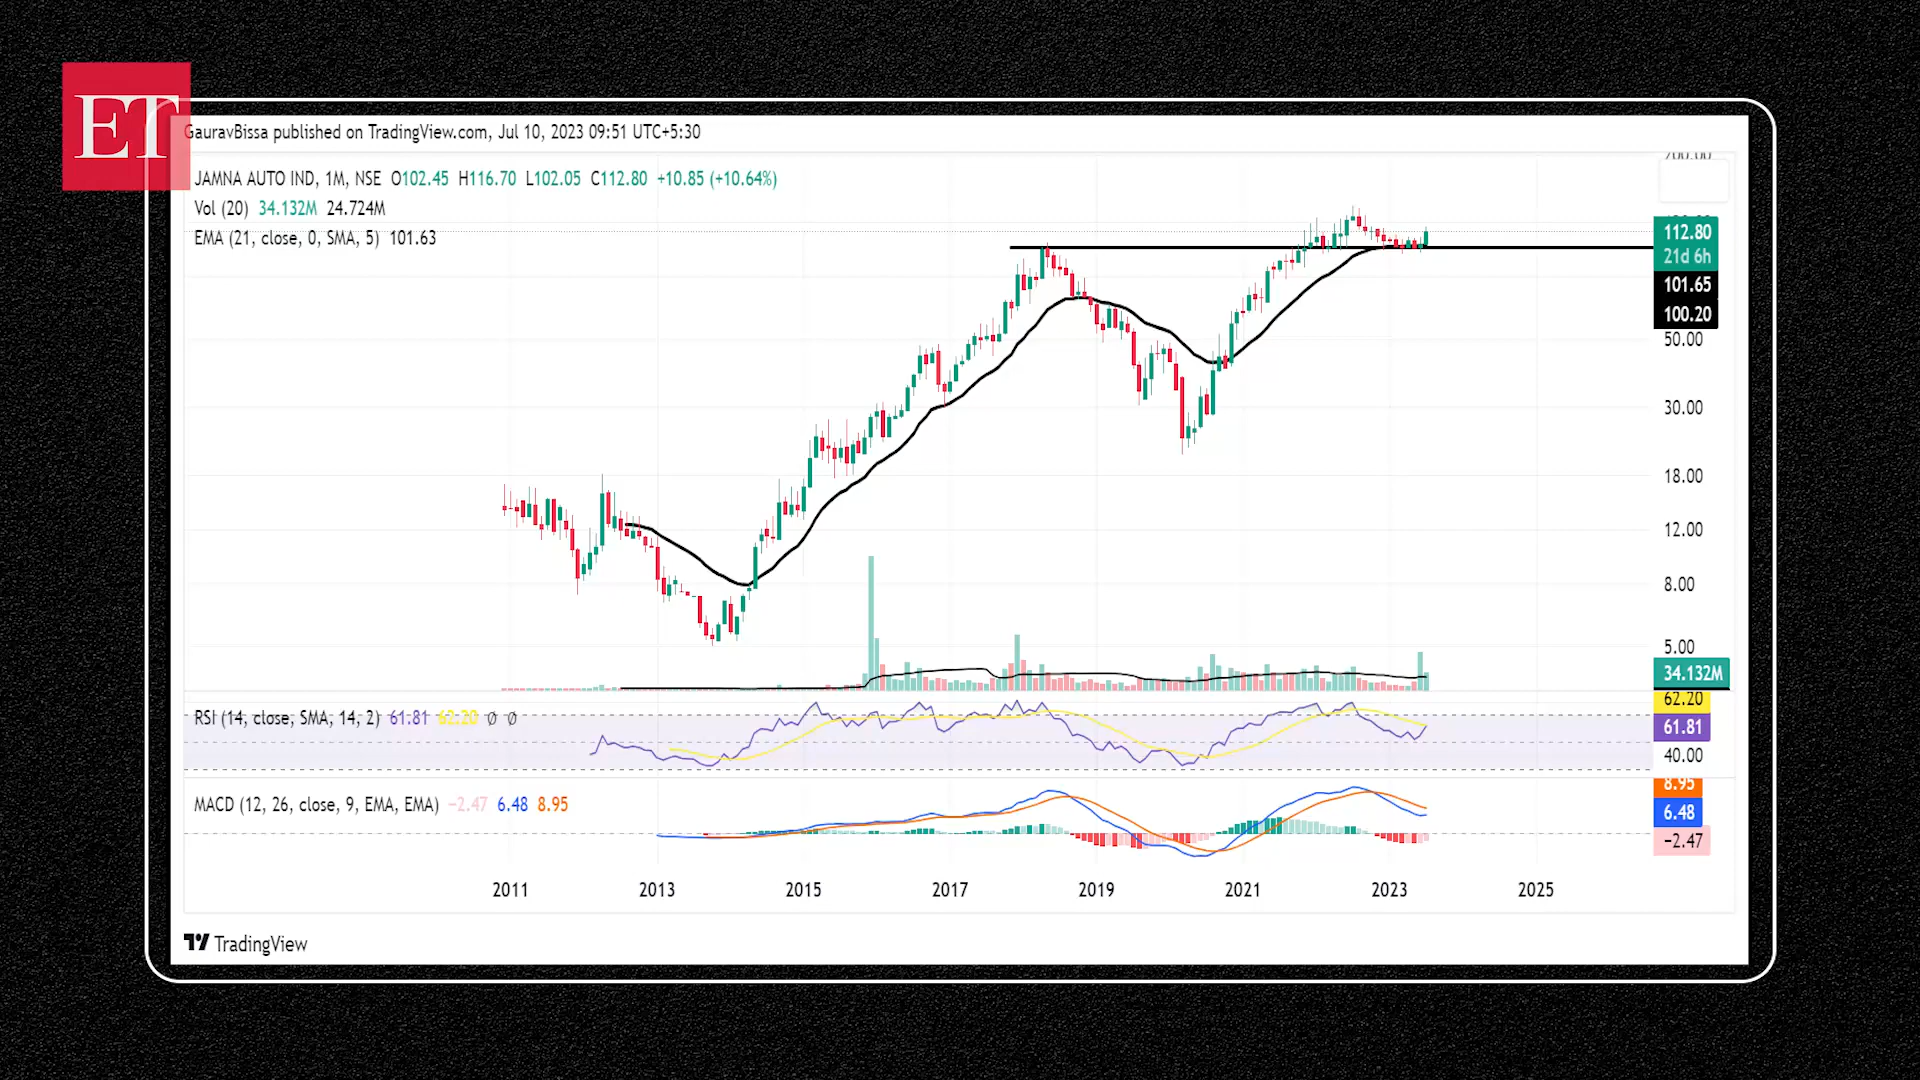 ET
GauravBissa published on TradingView.com, Jul 10, 2023 09:51 UTC+5:30
JAMNA AUTO IND, 1M, NSE O102.45 H116.70 L102.05 C112.80 +10.85 (+10.64%)
Vol (20) 34.132M 24.724M
EMA (21, close, 0, SMA, 5) 101.63
200.00
112.80
21d 6h
101.65
100.20
50.00
30.00
18.00
12.00
8.00
5.00
34.132M
RSI (14, close, SMA, 14, 2) 61.81 62.20 Ø Ø
62.20
61.81
40.00
MACD (12, 26, close, 9, EMA, EMA) −2.47 6.48 8.95
8.95
6.48
−2.47
2011 2013 2015 2017 2019 2021 2023 2025
TradingView